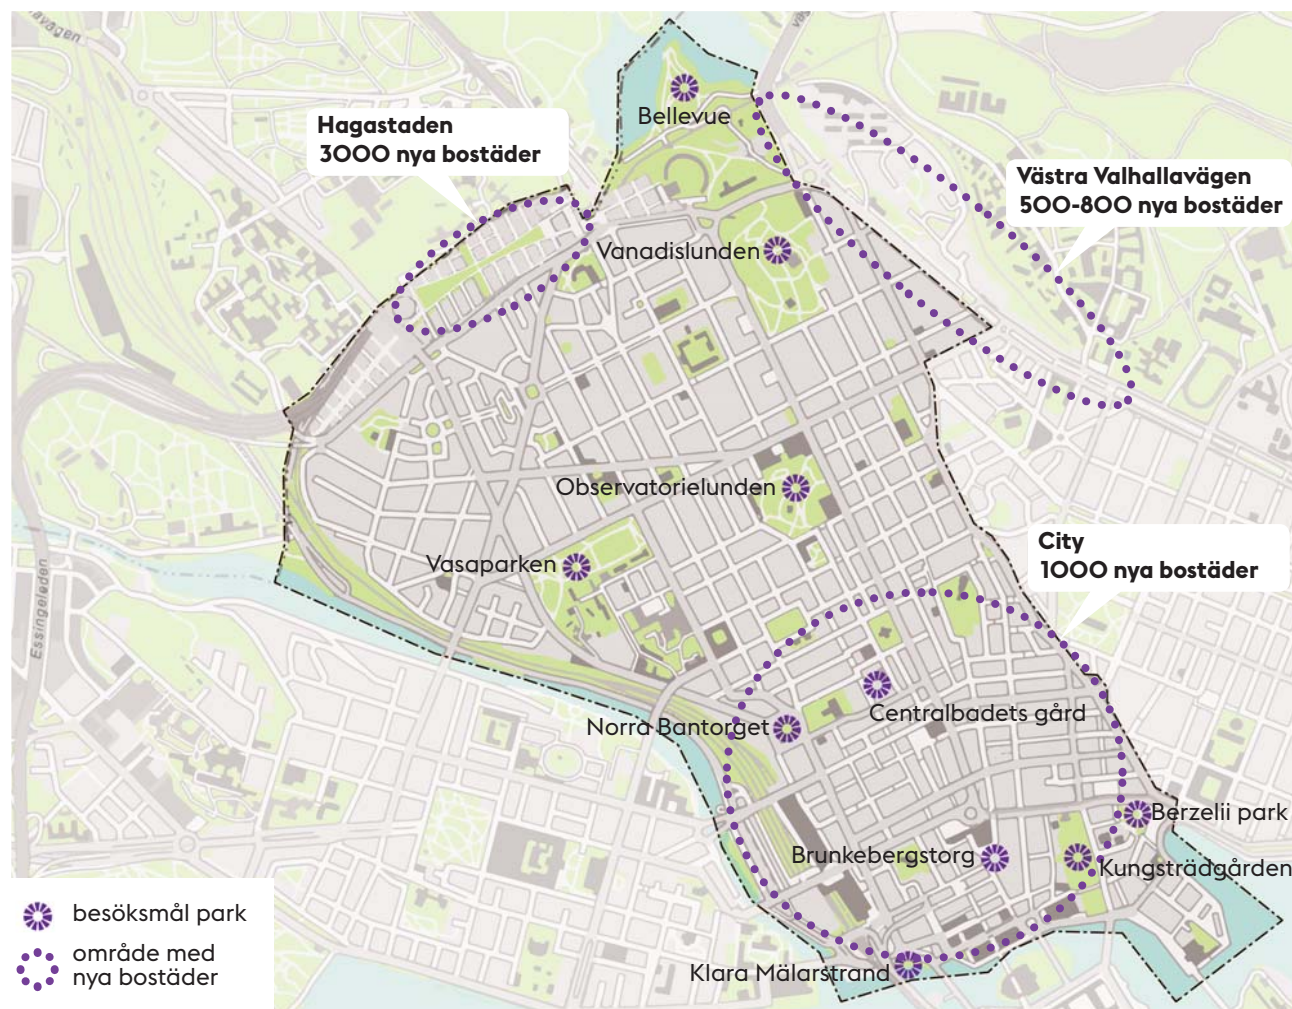 Bellevue
Hagastaden
3000 nya bostäder
Västra Valhallavägen
500-800 nya bostäder
Vanadislunden
Observatorielunden
City
1000 nya bostäder
Vasaparken
Essingeleden
Centralbadets gård
Norra Bantorget
Berzelii park
Brunkebergstorg
Kungsträdgården
Klara Mälarstrand
besöksmål park
område med
nya bostäder